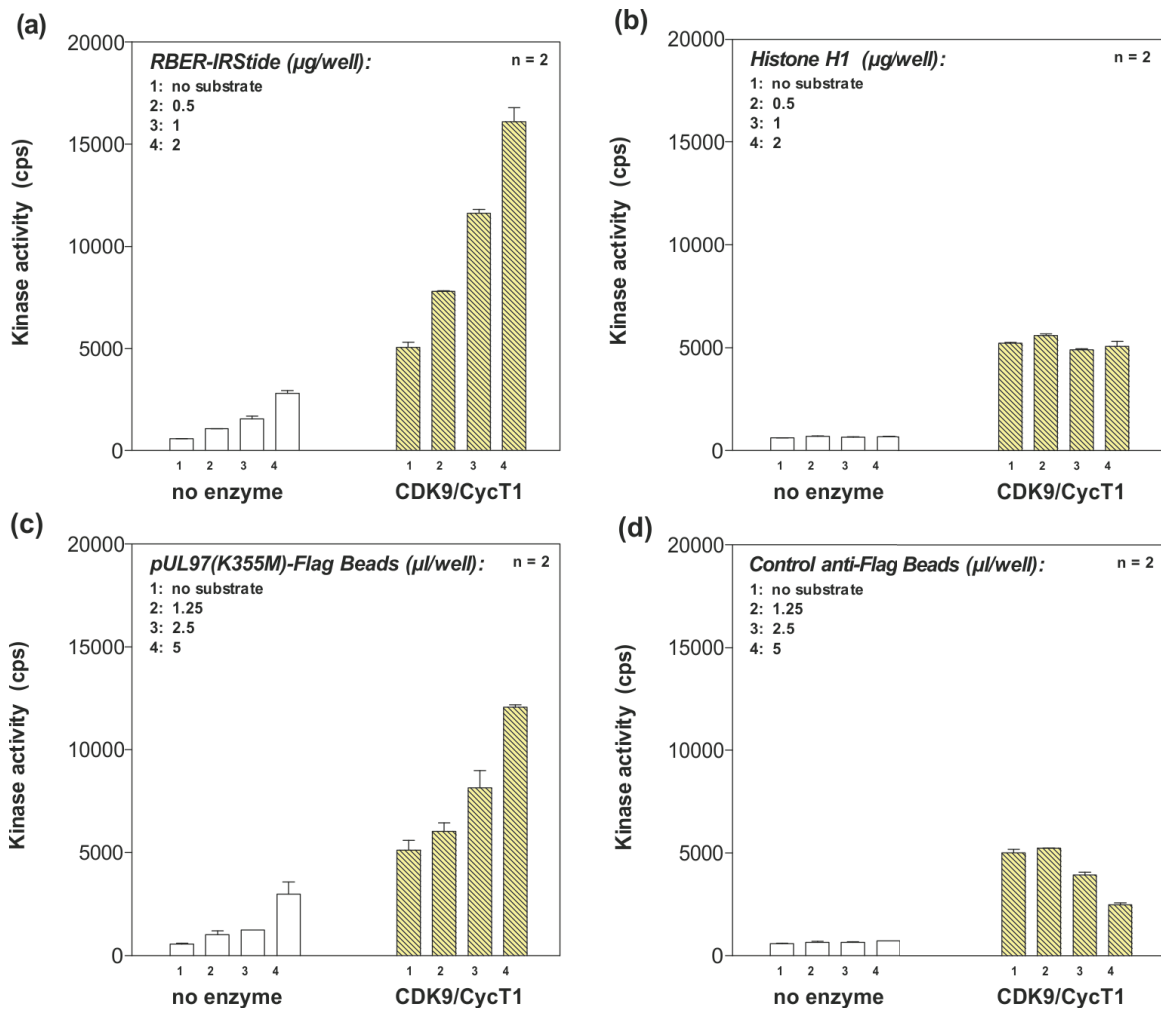 (a)
RBER-IRStide (µg/well):
n = 2
1: no substrate
2: 0.5
3: 1
4: 2
Kinase activity (cps)
20000
15000
10000
5000
0
1 2 3 4 1 2 3 4
no enzyme CDK9/CycT1
(b)
Histone H1 (µg/well):
n = 2
1: no substrate
2: 0.5
3: 1
4: 2
Kinase activity (cps)
20000
15000
10000
5000
0
1 2 3 4 1 2 3 4
no enzyme CDK9/CycT1
(c)
pUL97(K355M)-Flag Beads (µl/well):
n = 2
1: no substrate
2: 1.25
3: 2.5
4: 5
Kinase activity (cps)
20000
15000
10000
5000
0
1 2 3 4 1 2 3 4
no enzyme CDK9/CycT1
(d)
Control anti-Flag Beads (µl/well):
n = 2
1: no substrate
2: 1.25
3: 2.5
4: 5
Kinase activity (cps)
20000
15000
10000
5000
0
1 2 3 4 1 2 3 4
no enzyme CDK9/CycT1